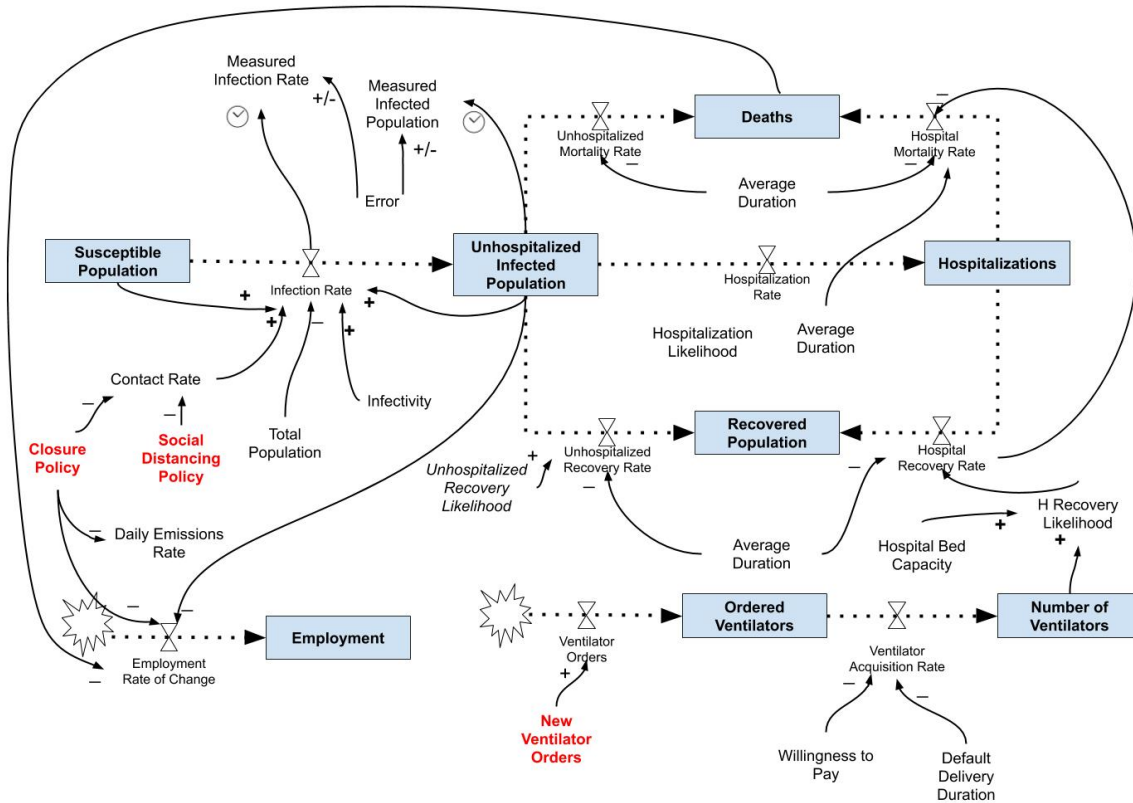 Measured
Infection Rate
+/-
Measured
Infected
Population
+/-
Error
Unhospitalized
Mortality Rate
–
Deaths
–
Hospital
Mortality Rate
–
Average
Duration
Susceptible
Population
Infection Rate
+
+
–
+
+
Unhospitalized
Infected
Population
Hospitalization
Rate
Hospitalizations
Hospitalization
Likelihood
Average
Duration
Contact Rate
–
–
Closure
Policy
Social
Distancing
Policy
Total
Population
Infectivity
Recovered
Population
Unhospitalized
Recovery Rate
+
–
Unhospitalized
Recovery
Likelihood
Hospital
Recovery Rate
–
Average
Duration
Hospital Bed
Capacity
+
H Recovery
Likelihood
+
–
Daily Emissions
Rate
–
–
Employment
Employment
Rate of Change
–
Ventilator
Orders
+
New
Ventilator
Orders
Ordered
Ventilators
Ventilator
Acquisition Rate
–
–
Number of
Ventilators
Willingness to
Pay
Default
Delivery
Duration